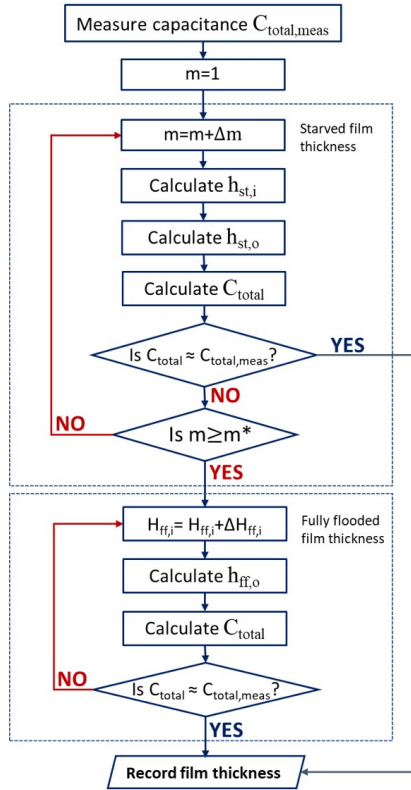 Measure capacitance C_total,meas
m=1
m=m+Δm
Starved film
thickness
Calculate h_st,i
Calculate h_st,o
Calculate C_total
Is C_total ≈ C_total,meas?
YES
NO
NO
Is m≥m*
YES
H_ff,i= H_ff,i+ΔH_ff,i
Fully flooded
film thickness
Calculate h_ff,o
Calculate C_total
NO
Is C_total ≈ C_total,meas?
YES
Record film thickness